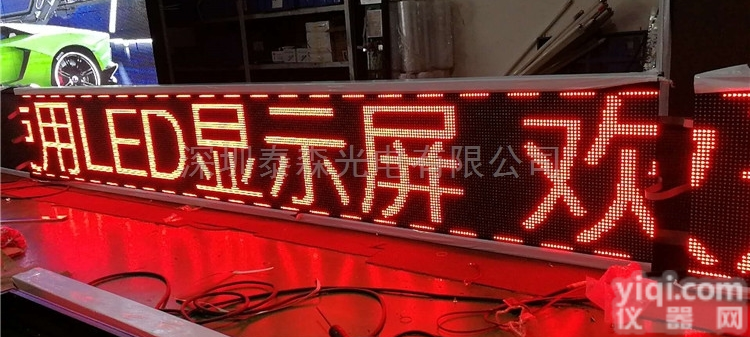 用LED显示屏 欢
深圳泰森光电有限公司
yiqi.com
仪器网